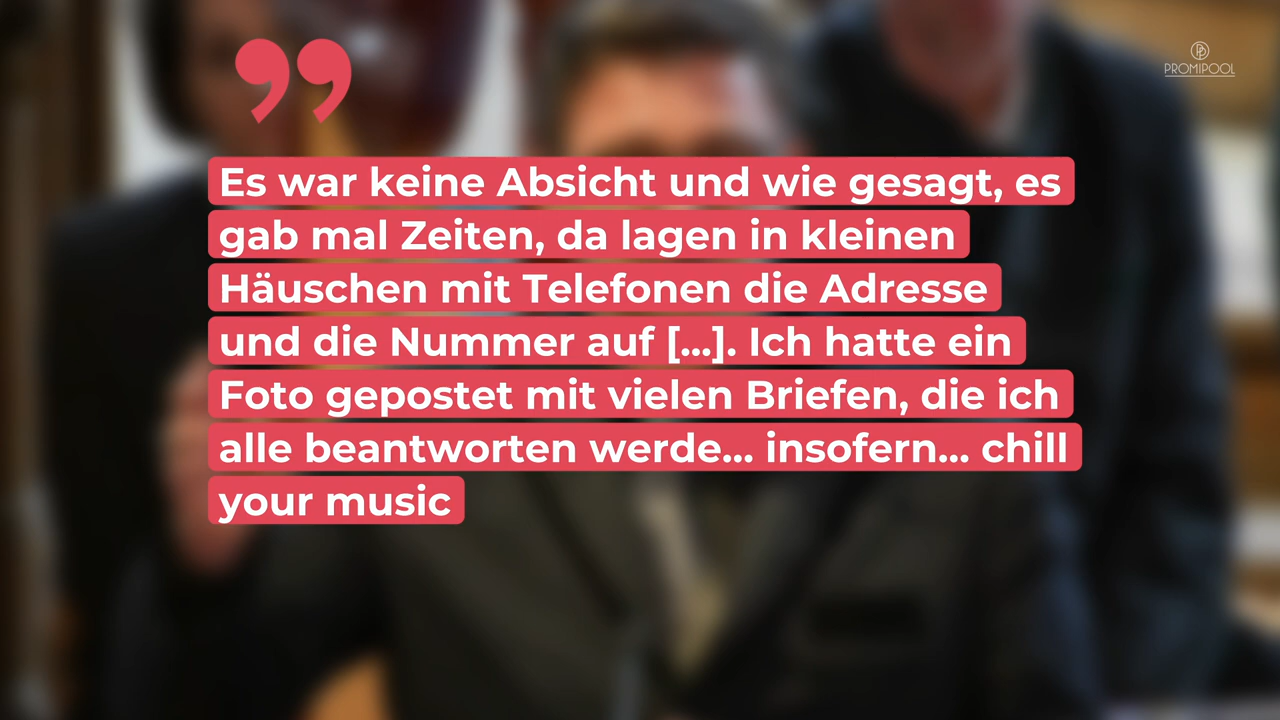 PROMIPOOL
Es war keine Absicht und wie gesagt, es
gab mal Zeiten, da lagen in kleinen
Häuschen mit Telefonen die Adresse
und die Nummer auf [...]. Ich hatte ein
Foto gepostet mit vielen Briefen, die ich
alle beantworten werde... insofern... chill
your music